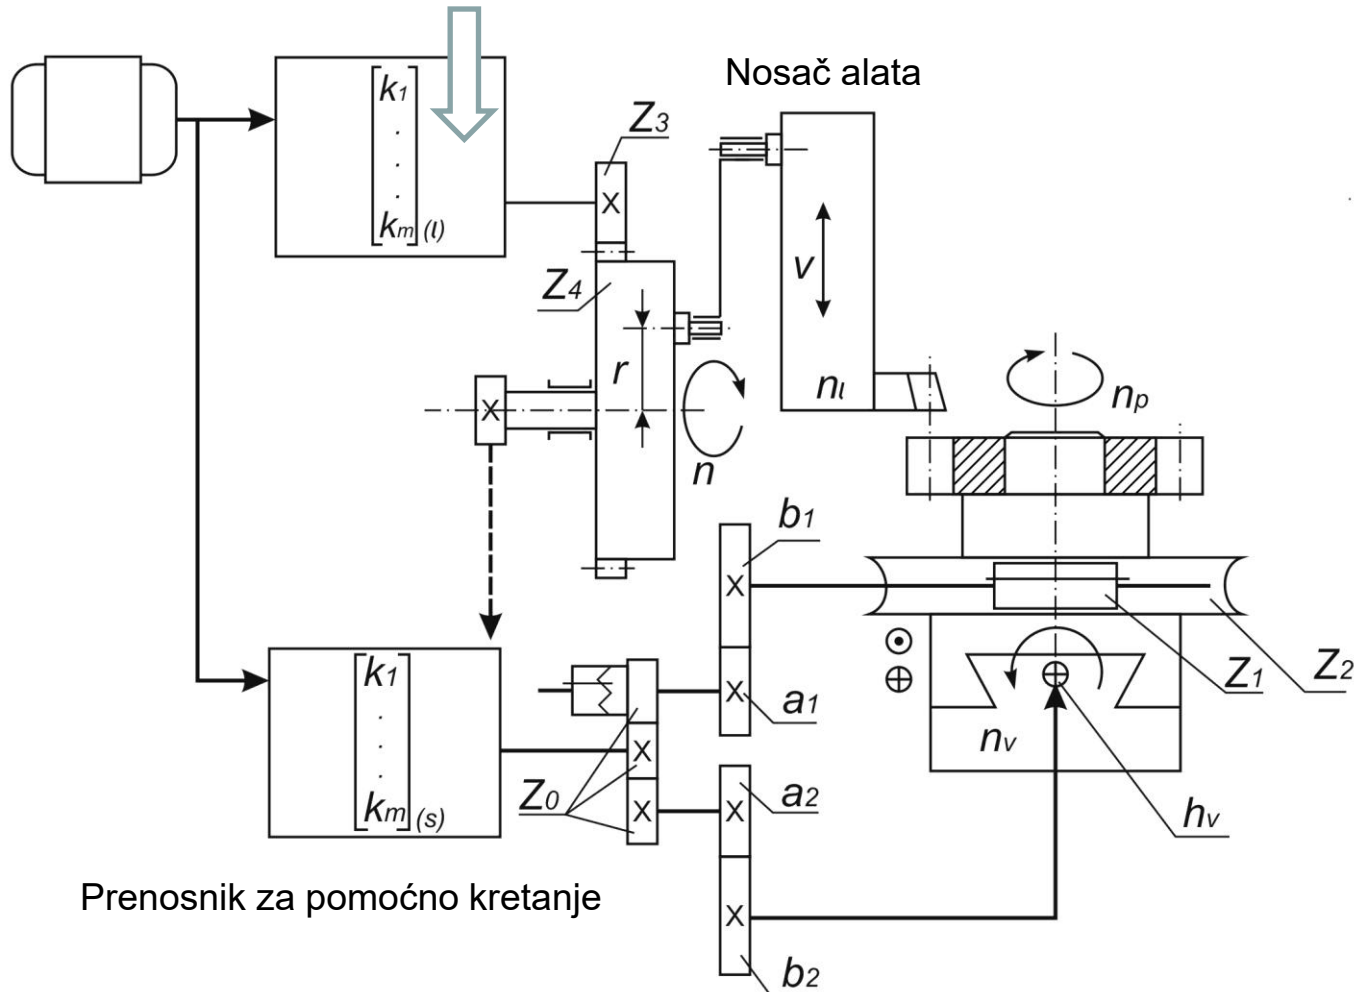 Nosač alata
k1
.
.
.
km (l)
Z3
Z4
v
r
nl
np
n
b1
k1
.
.
.
km (s)
a1
Z1
Z2
nv
Z0
a2
hv
Prenosnik za pomoćno kretanje
b2